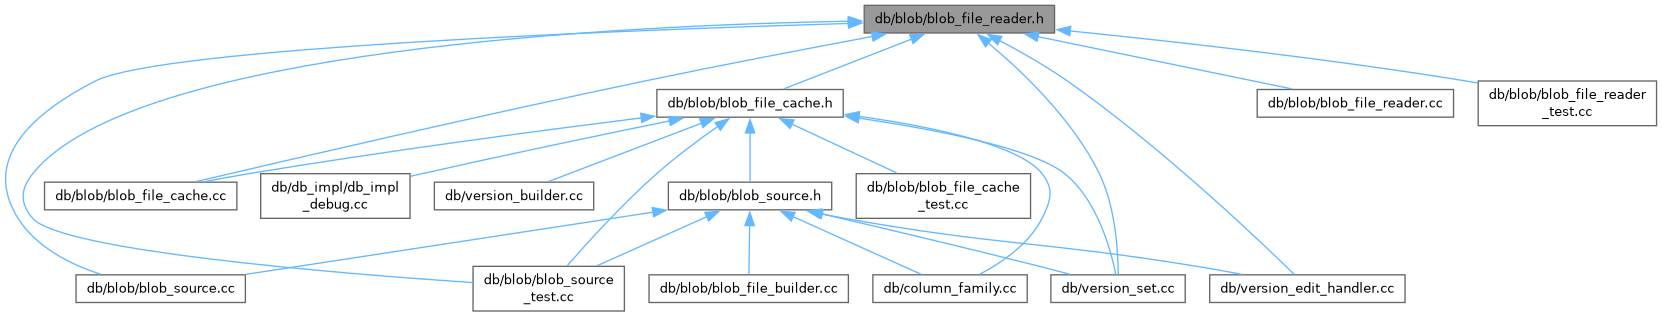 db/blob/blob_file_reader.h
db/blob/blob_file_cache.h
db/blob/blob_file_reader.cc
db/blob/blob_file_reader
_test.cc
db/blob/blob_file_cache.cc
db/db_impl/db_impl
_debug.cc
db/version_builder.cc
db/blob/blob_source.h
db/blob/blob_file_cache
_test.cc
db/blob/blob_source.cc
db/blob/blob_source
_test.cc
db/blob/blob_file_builder.cc
db/column_family.cc
db/version_set.cc
db/version_edit_handler.cc